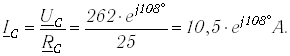 I_C = U_C / R_C = 262 · e^{j108°} / 25 = 10,5 · e^{j108°} A.